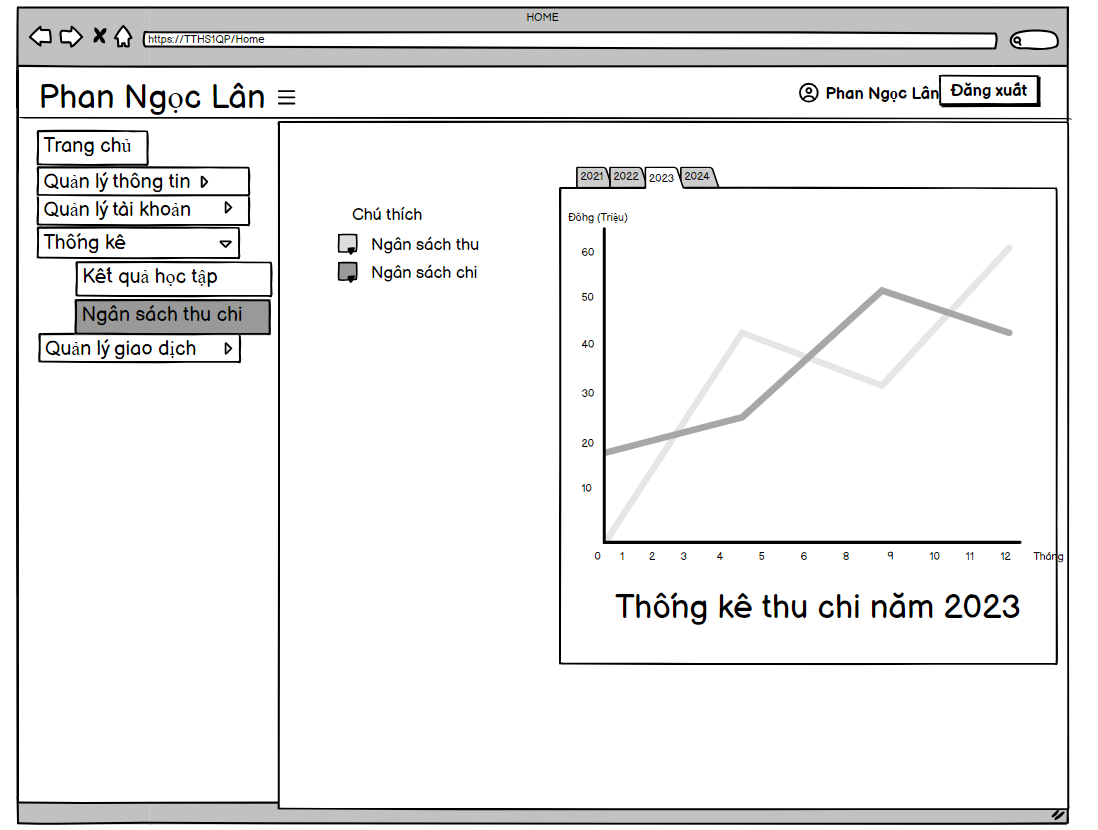 HOME
https://TTHS1QP/Home
Phan Ngọc Lân
Phan Ngọc Lân
Đăng xuất
Trang chủ
Quản lý thông tin
Quản lý tài khoản
Thống kê
Kết quả học tập
Ngân sách thu chi
Quản lý giao dịch
Chú thích
Ngân sách thu
Ngân sách chi
2021 2022 2023 2024
Đồng (Triệu)
60
50
40
30
20
10
0 1 2 3 4 5 6 8 9 10 11 12 Tháng
Thống kê thu chi năm 2023